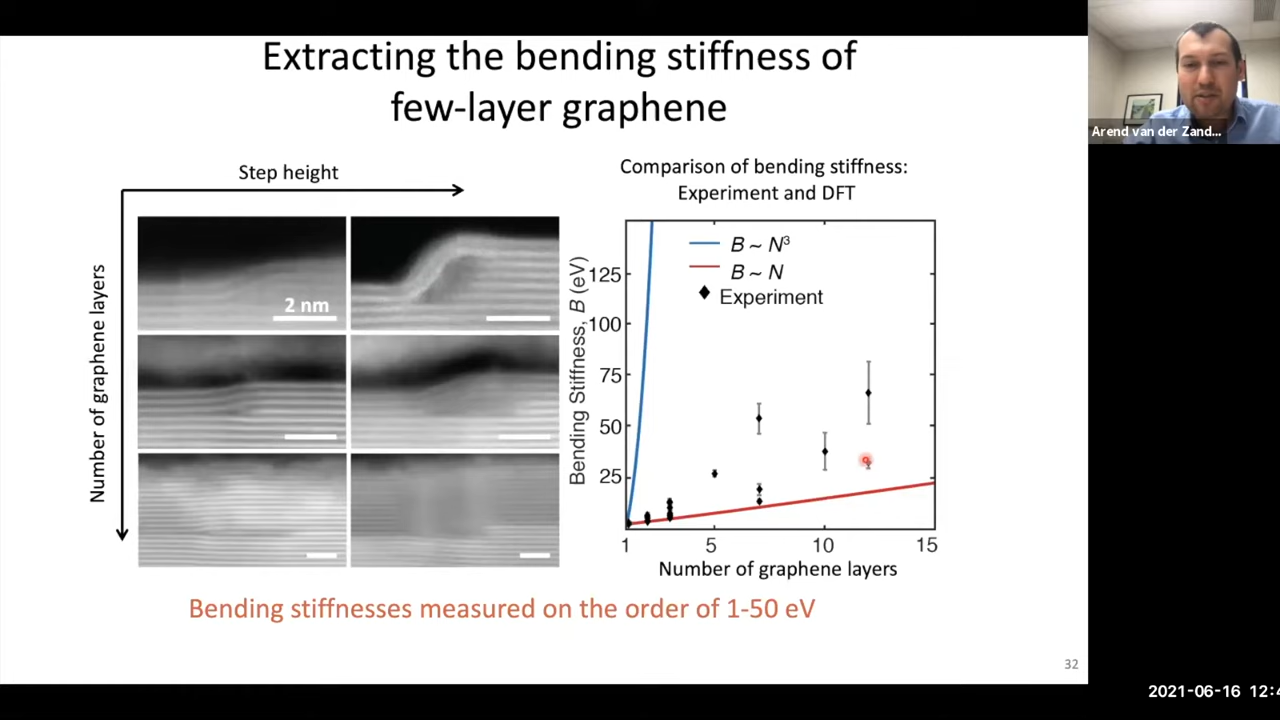 Extracting the bending stiffness of
few-layer graphene
Arend van der Zand...
Step height
Number of graphene layers
2 nm
Comparison of bending stiffness:
Experiment and DFT
Bending Stiffness, B (eV)
B ~ N³
B ~ N
Experiment
125
100
75
50
25
1
5
10
15
Number of graphene layers
Bending stiffnesses measured on the order of 1-50 eV
32
2021-06-16 12:4